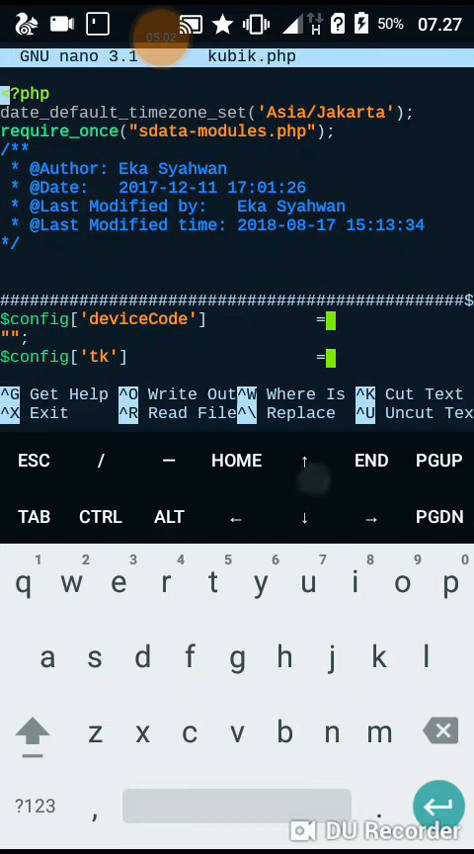 05:02
H
?
50%
07.27
GNU nano 3.1 kubik.php
<?php
date_default_timezone_set('Asia/Jakarta');
require_once("sdata-modules.php");
/**
* @Author: Eka Syahwan
* @Date: 2017-12-11 17:01:26
* @Last Modified by: Eka Syahwan
* @Last Modified time: 2018-08-17 15:13:34
*/
###############################################$
$config['deviceCode'] =
"";
$config['tk'] =
^G Get Help ^O Write Out ^W Where Is ^K Cut Text
^X Exit ^R Read File ^\ Replace ^U Uncut Tex
ESC / — HOME ↑ END PGUP
TAB CTRL ALT ← ↓ → PGDN
1 2 3 4 5 6 7 8 9 0
q w e r t y u i o p
a s d f g h j k l
z x c v b n m
?123 , .
DU Recorder